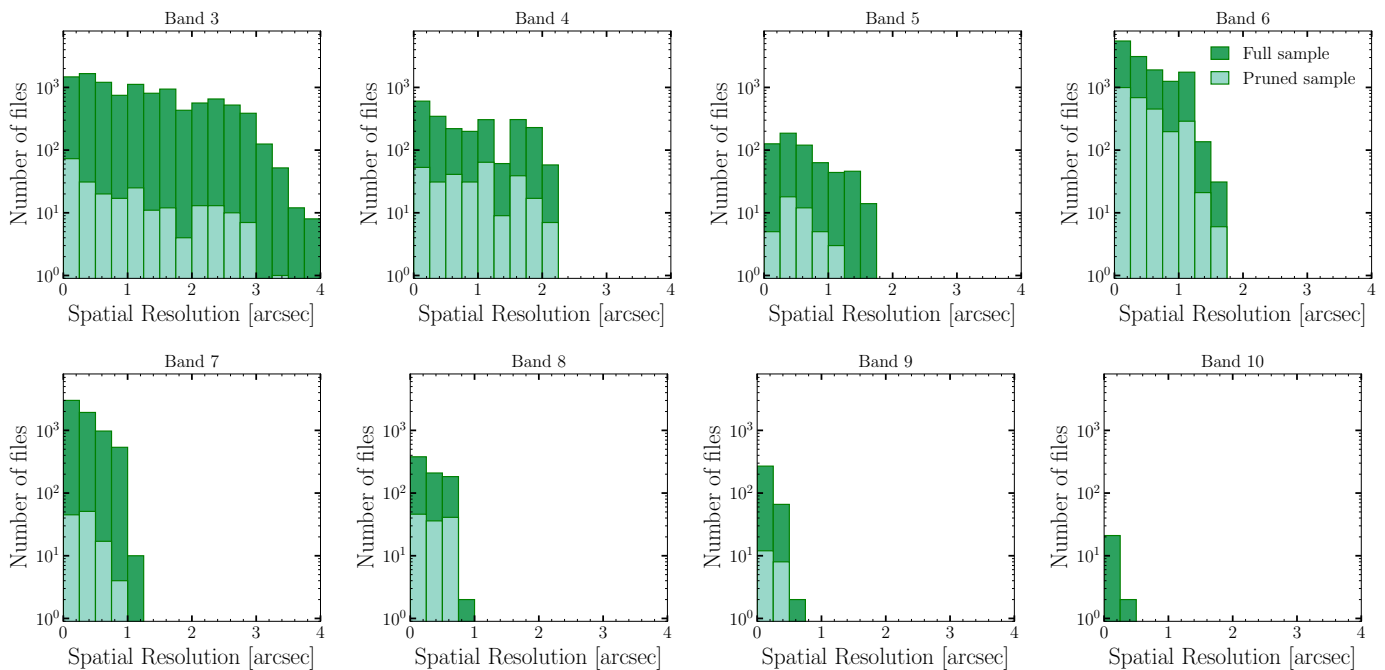 Band 3
Number of files
10^3
10^2
10^1
10^0
0 1 2 3 4
Spatial Resolution [arcsec]
Band 4
Number of files
10^3
10^2
10^1
10^0
0 1 2 3 4
Spatial Resolution [arcsec]
Band 5
Number of files
10^3
10^2
10^1
10^0
0 1 2 3 4
Spatial Resolution [arcsec]
Band 6
Full sample
Pruned sample
Number of files
10^3
10^2
10^1
10^0
0 1 2 3 4
Spatial Resolution [arcsec]
Band 7
Number of files
10^3
10^2
10^1
10^0
0 1 2 3 4
Spatial Resolution [arcsec]
Band 8
Number of files
10^3
10^2
10^1
10^0
0 1 2 3 4
Spatial Resolution [arcsec]
Band 9
Number of files
10^3
10^2
10^1
10^0
0 1 2 3 4
Spatial Resolution [arcsec]
Band 10
Number of files
10^3
10^2
10^1
10^0
0 1 2 3 4
Spatial Resolution [arcsec]